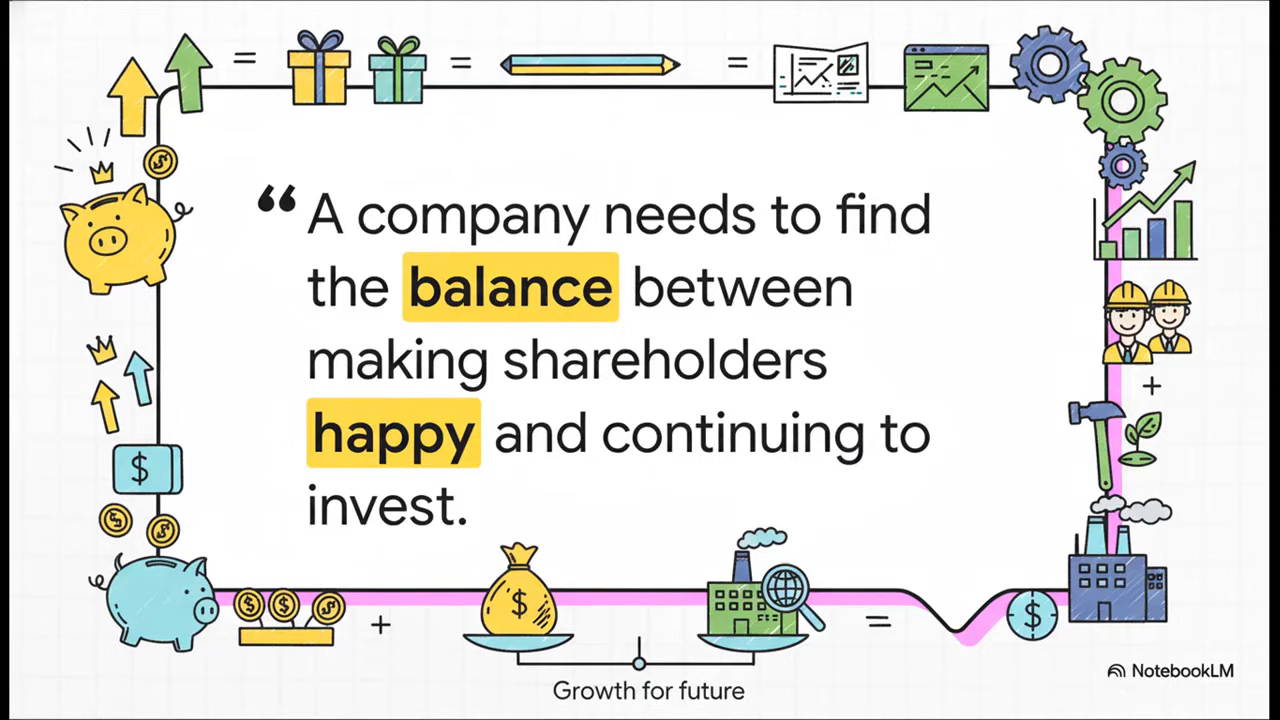 “ A company needs to find
the balance between
making shareholders
happy and continuing to
invest.
Growth for future
NotebookLM